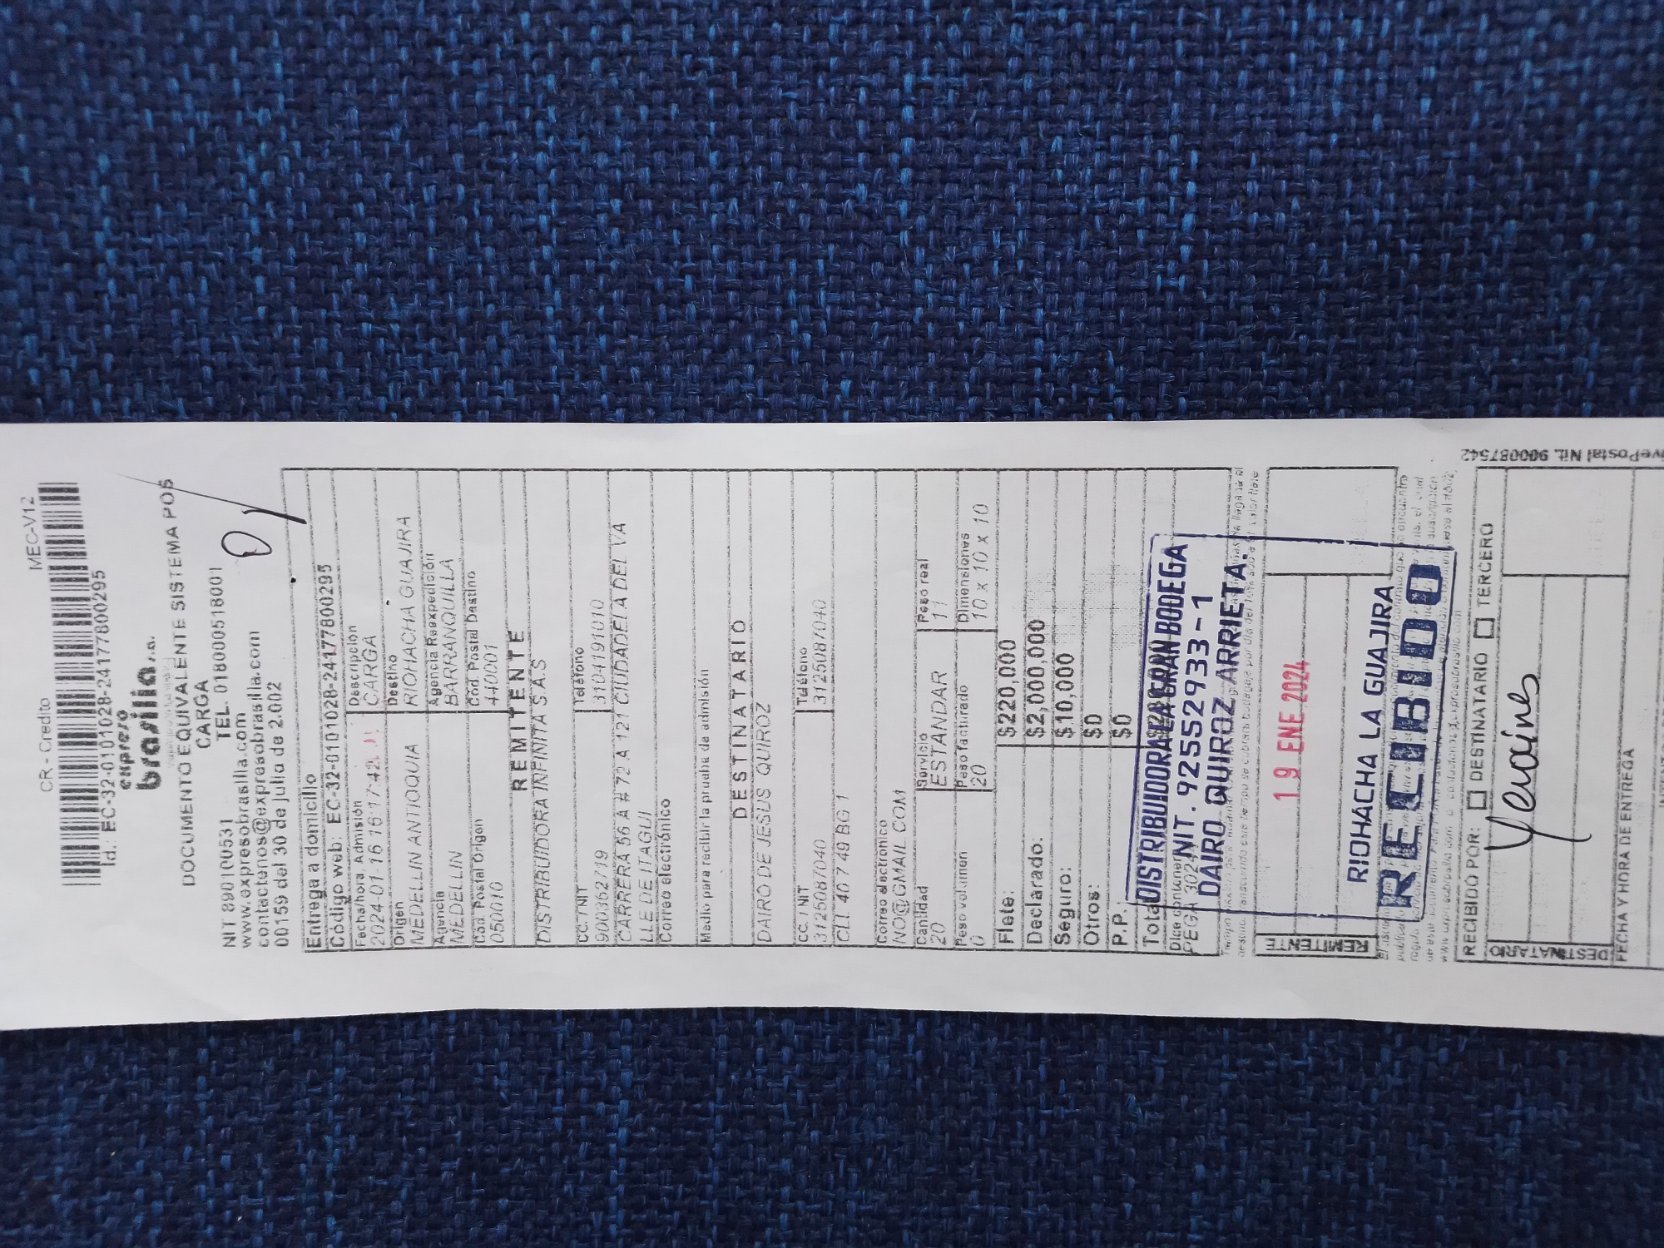 CR - Credito MEC-V12
Id.: EC-32-0101028-24177800295
expreso
brasilia s.a.
DOCUMENTO EQUIVALENTE SISTEMA POS
CARGA
NIT 890100531 TEL. 018000518001
www.expresobrasilia.com
contactenos@expresobrasilia.com
00159 del 30 de julio de 2.002
Entrega a domicilio
Código web: EC-32-0101028-24177800295
Fecha/hora Admisión Descripción
2024-01-16 16:17:42 CARGA
Origen Destino
MEDELLIN ANTIOQUIA RIOHACHA GUAJIRA
Agencia Agencia Reexpedición
MEDELLIN BARRANQUILLA
Cód. Postal Origen Cód. Postal Destino
050010 440001
REMITENTE
DISTRIBUIDORA INFINITA S.A.S
CC. / NIT Teléfono
900362719 3104191010
CARRERA 56 A # 72 A 121 CIUDADELA DEL VA
LLE DE ITAGUI
Correo electrónico
Medio para recibir la prueba de admisión
DESTINATARIO
DAIRO DE JESUS QUIROZ
CC. / NIT Teléfono
3125087040 3125087040
CLL 40 7 49 BG 1
Correo electrónico
NO@GMAIL.COM
Cantidad Servicio Peso real
20 ESTANDAR 11
Peso volumen Peso facturado Dimensiones
0 20 10 x 10 x 10
Flete: $220,000
Declarado: $2,000,000
Seguro: $10,000
Otros: $0
P.P.: $0
Total
Dice contener
PEGA
DISTRIBUIDORA LA GRAN BODEGA
NIT. 92552933-1
DAIRO QUIROZ ARRIETA.
19 ENE 2024
RIOHACHA LA GUAJIRA
RECIBIDO
REMITENTE
RECIBIDO POR: DESTINATARIO TERCERO
DESTINATARIO
FECHA Y HORA DE ENTREGA
Postal Nit. 900087542